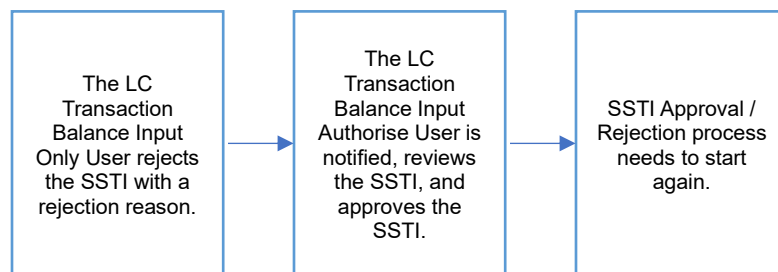 The LC
Transaction
Balance Input
Only User rejects
the SSTI with a
rejection reason.
The LC
Transaction
Balance Input
Authorise User is
notified, reviews
the SSTI, and
approves the
SSTI.
SSTI Approval /
Rejection process
needs to start
again.